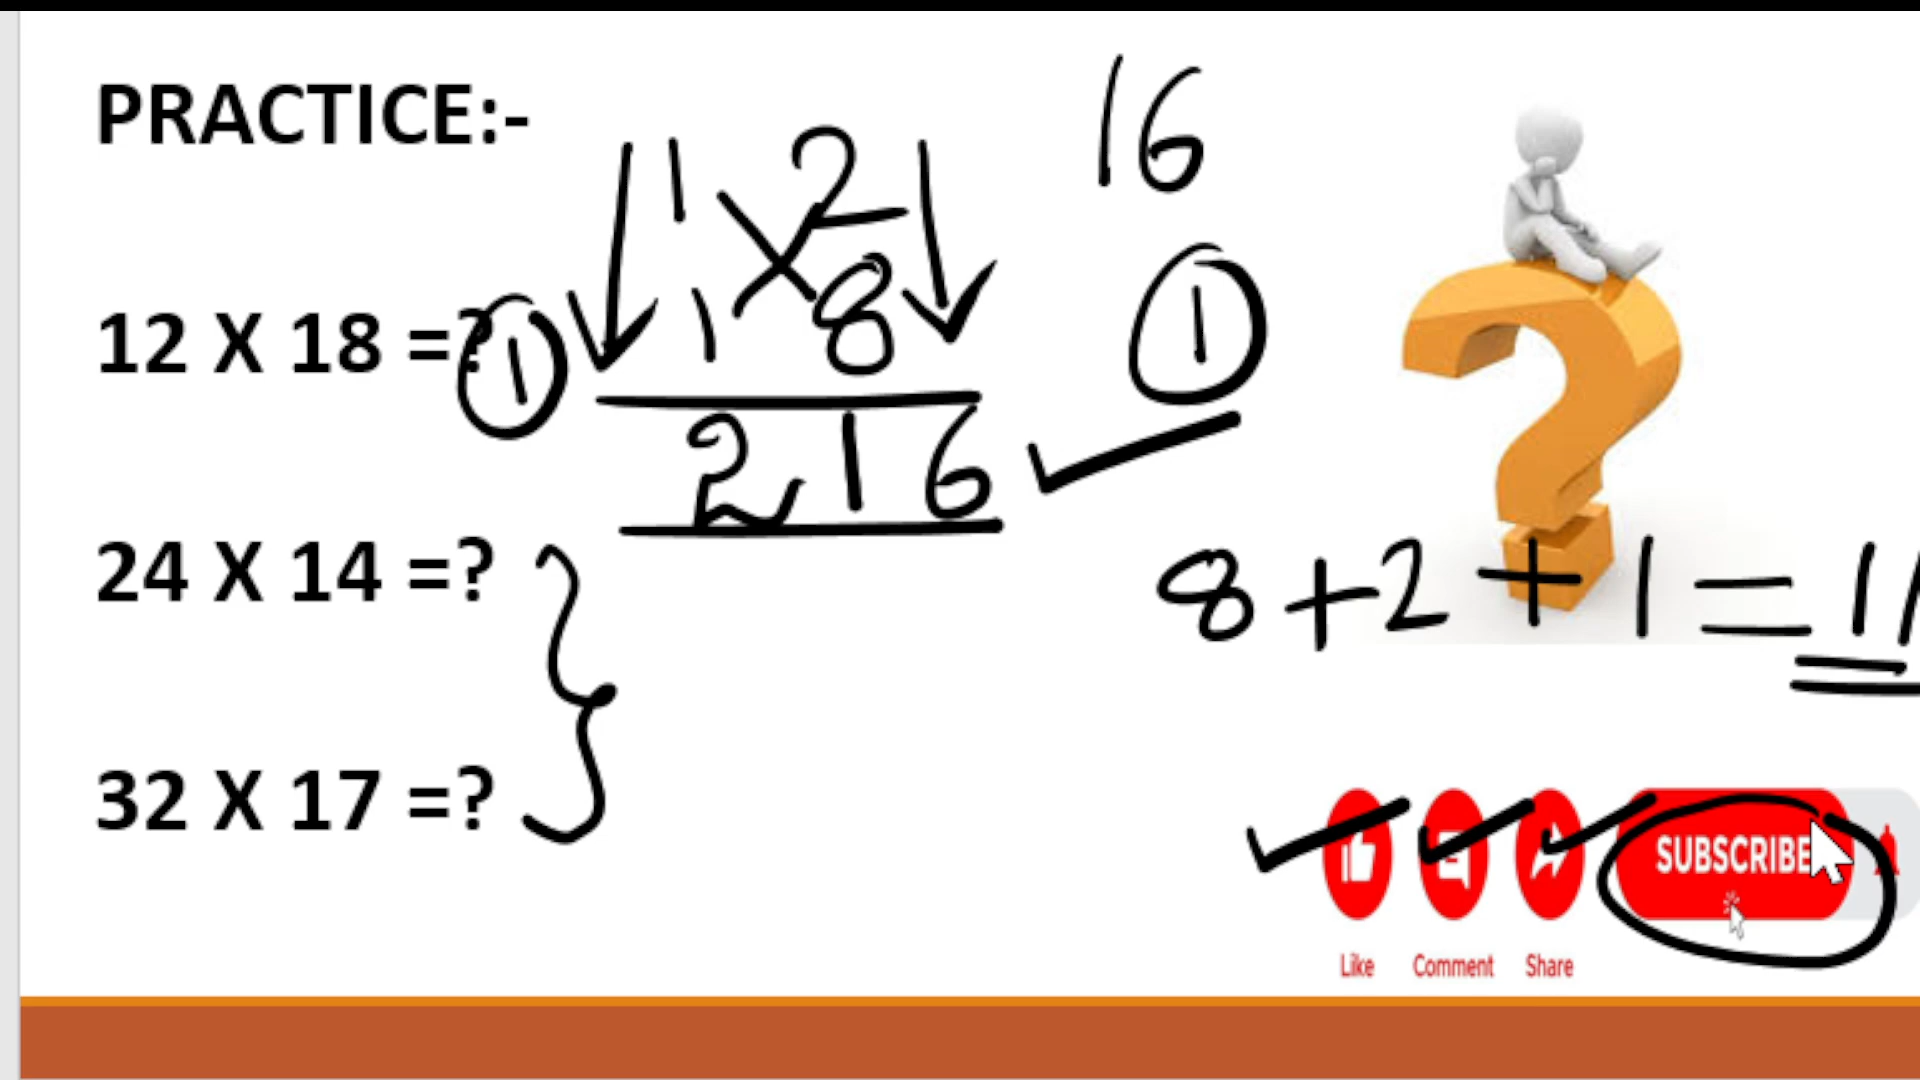 PRACTICE:-
16
1 2
12 X 18 =?
1
1 8
1
216
24 X 14 =?
8+2+1=11
32 X 17 =?
SUBSCRIBE
Like Comment Share